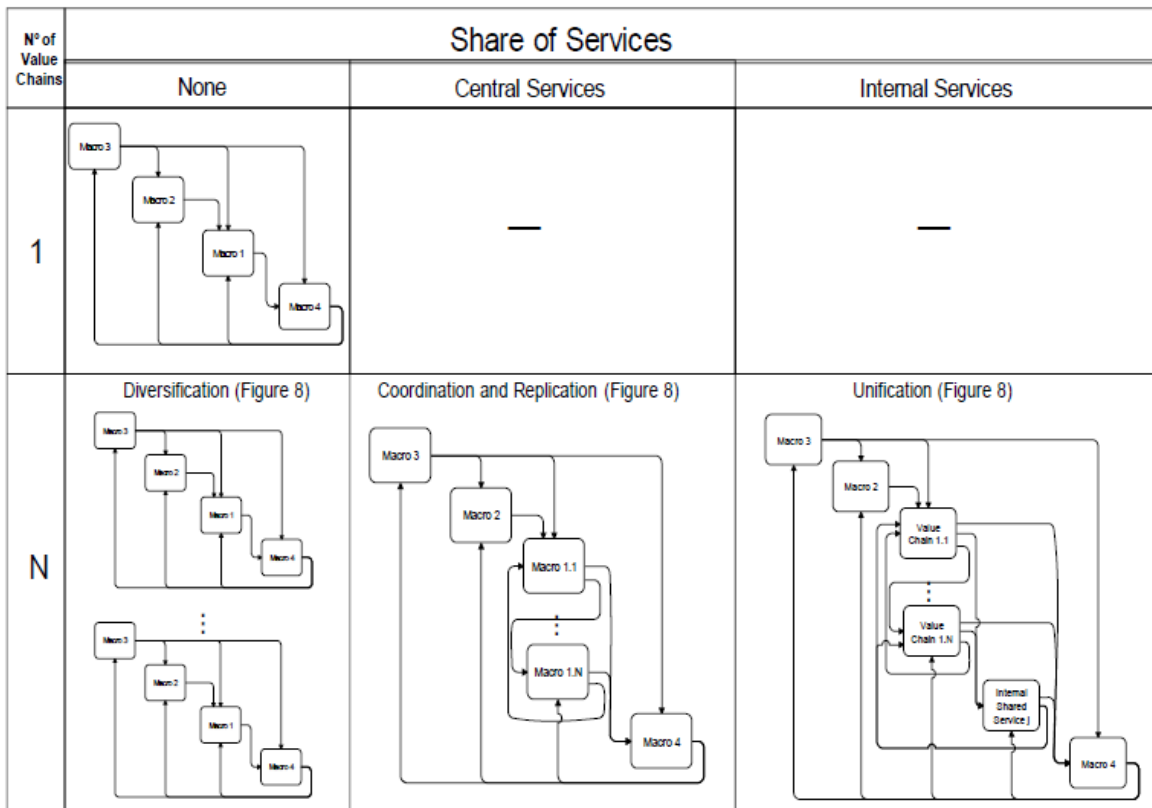 Nº of
Value
Chains
Share of Services
None
Central Services
Internal Services
1
Macro 3
Macro 2
Macro 1
Macro 4
—
—
N
Diversification (Figure 8)
Macro 3
Macro 2
Macro 1
Macro 4
⋮
Macro 3
Macro 2
Macro 1
Macro 4
Coordination and Replication (Figure 8)
Macro 3
Macro 2
Macro 1.1
⋮
Macro 1.N
Macro 4
Unification (Figure 8)
Macro 3
Macro 2
Value
Chain 1.1
⋮
Value
Chain 1.N
Internal
Shared
Service j
Macro 4